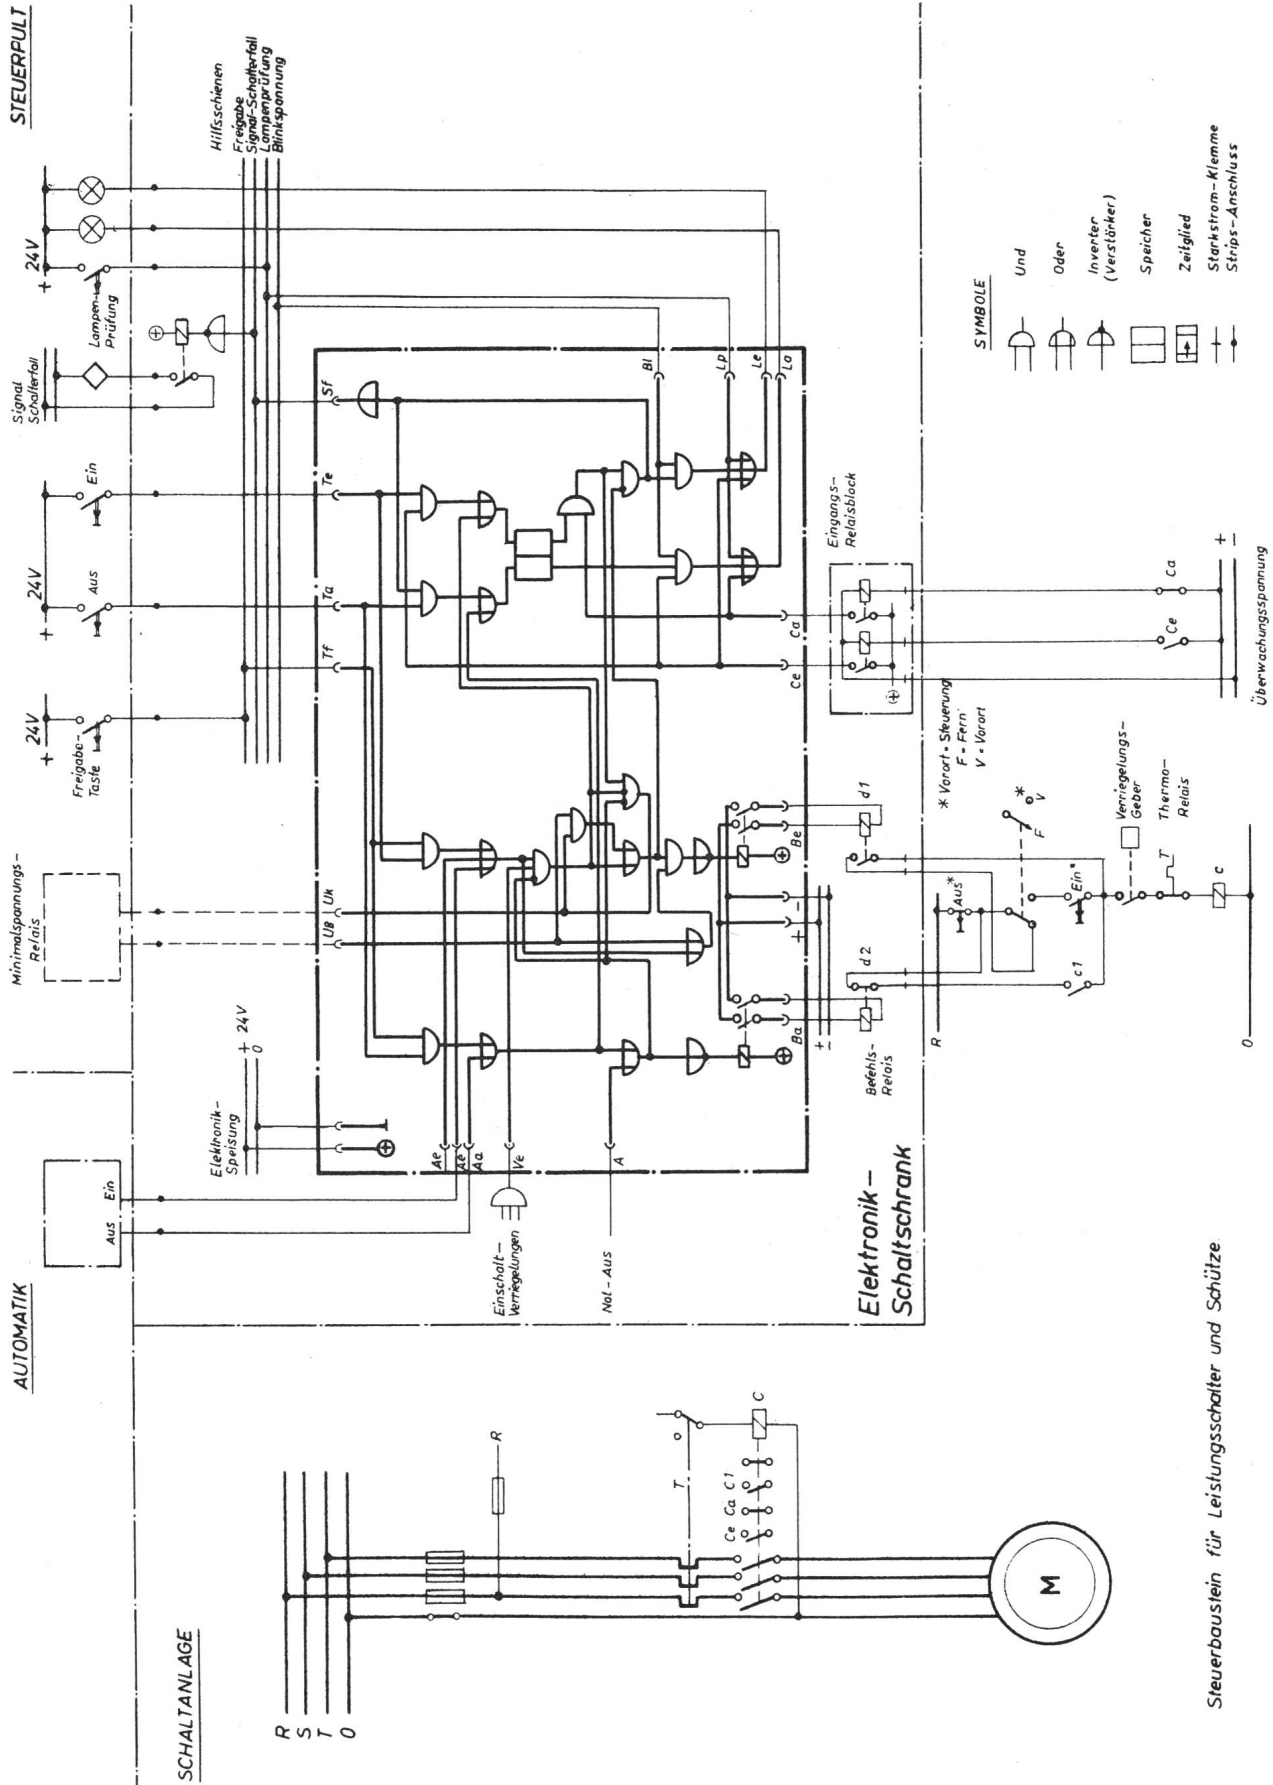 STEUERPULT
AUTOMATIK
SCHALTANLAGE
Hilfsschienen
Freigabe
Signal-Schalterfall
Lampenprüfung
Blinkspannung
+ 24V
Lampen-
Prüfung
Signal
Schalterfall
+ 24V
Ein
Aus
+ 24V
Freigabe-
Taste
Minimalspannungs-
Relais
Elektronik-
Speisung
+ 24V
0
Ein
Aus
Sf
Te
Ta
Tf
Uk
UB
Ae
Ae
Aa
Ve
A
Einschalt-
Verriegelungen
Not-Aus
Bl
Lp
Le
La
Ca
Ce
Be
-
+
Ba
+
-
Eingangs-
Relaisblock
Elektronik-
Schaltschrank
d1
d2
Befehls-
Relais
* Vorort-Steuerung
F = Fern
V = Vorort
R
Aus*
*
V
F
Ein*
c1
Verriegelungs-
Geber
Thermo-
Relais
T
c
0
Ca
Ce
+
-
Überwachungsspannung
SYMBOLE
Und
Oder
Inverter
(Verstärker)
Speicher
Zeitglied
Starkstrom-Klemme
Strips-Anschluss
R
S
T
0
R
T
Ce
Ca
C1
C
M
Steuerbaustein für Leistungsschalter und Schütze